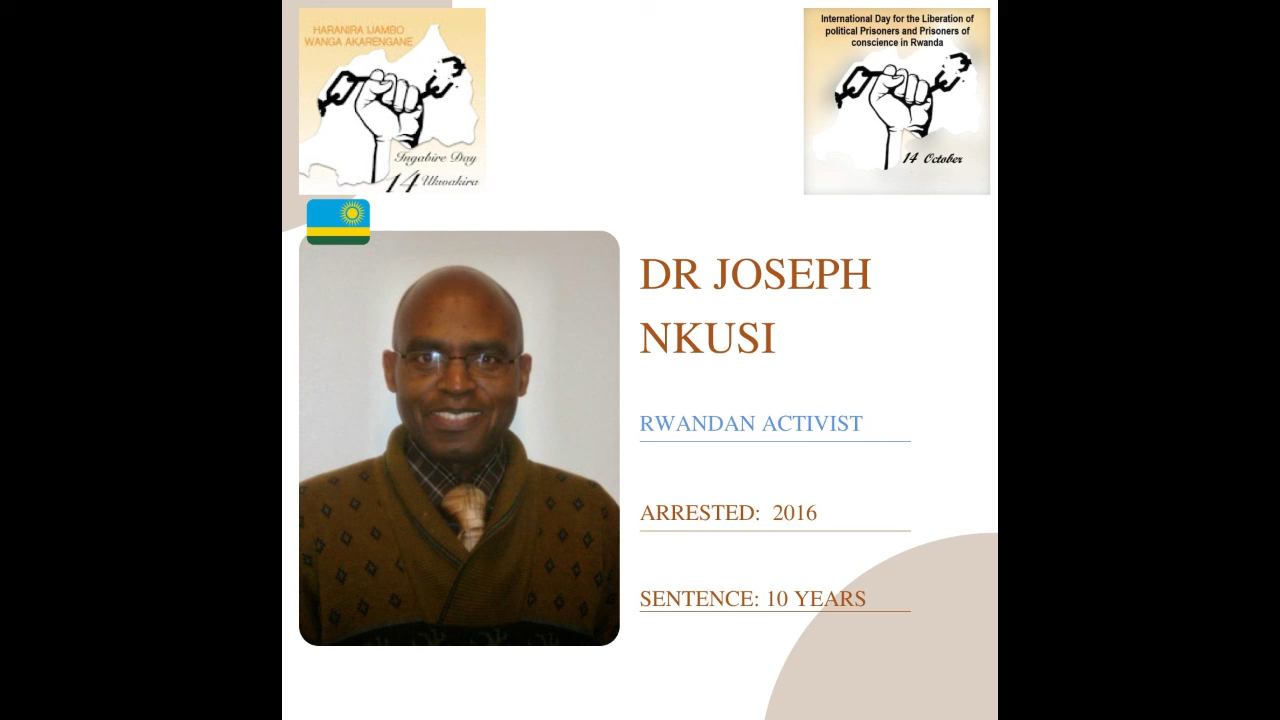 HARANIRA IJAMBO
WANGA AKARENGANE
Ingabire Day
14 Ukwakira
International Day for the Liberation of
political Prisoners and Prisoners of
conscience in Rwanda
14 October
DR JOSEPH
NKUSI
RWANDAN ACTIVIST
ARRESTED: 2016
SENTENCE: 10 YEARS